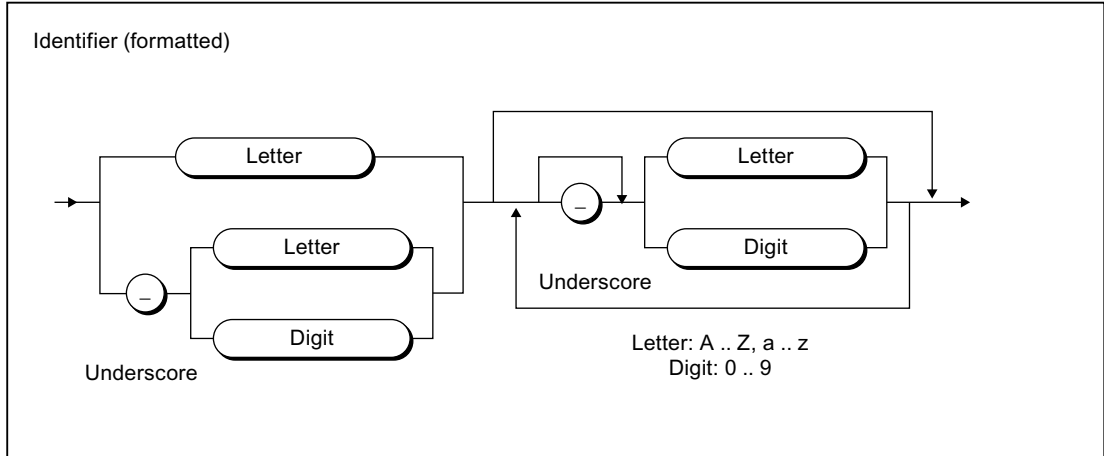 Identifier (formatted)
Letter
Letter
_
Letter
Digit
Underscore
_
Digit
Underscore
Letter: A .. Z, a .. z
Digit: 0 .. 9